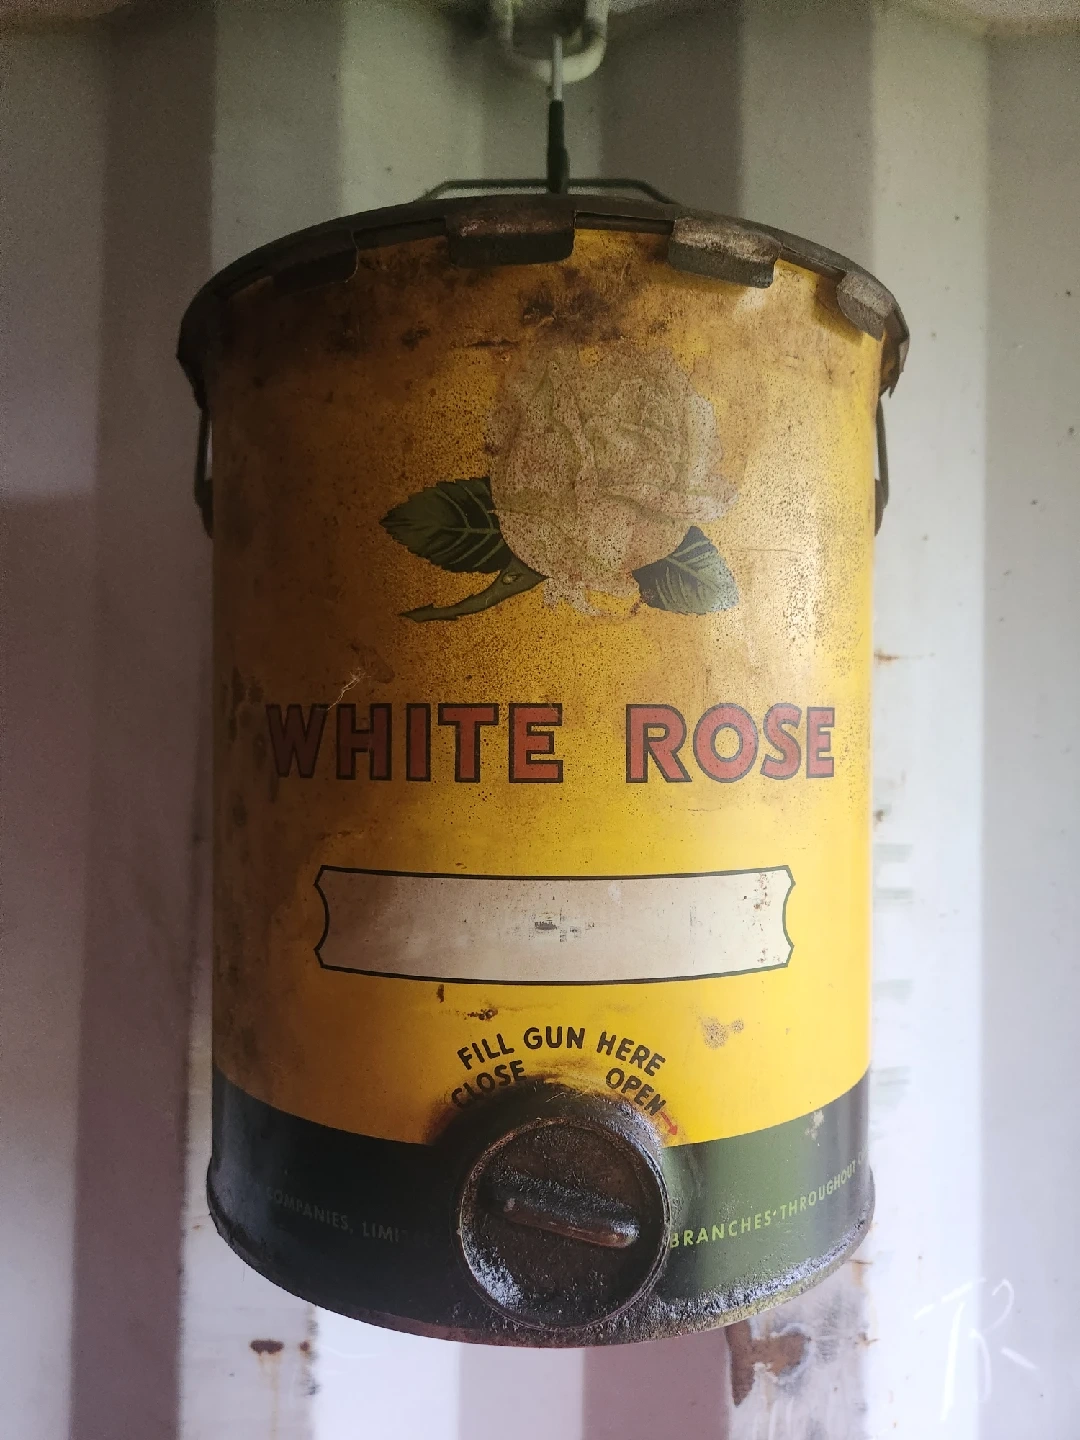 WHITE ROSE
FILL GUN HERE
CLOSE OPEN
COMPANIES, LIMI
BRANCHES THROUGHOUT